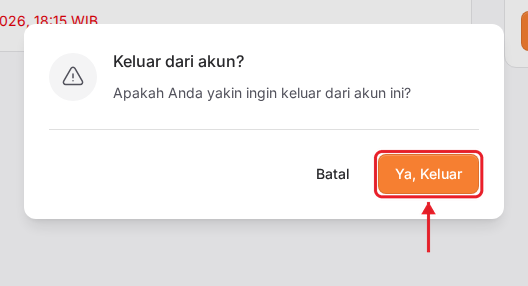 026, 18:15 WIB
Keluar dari akun?
Apakah Anda yakin ingin keluar dari akun ini?
Batal
Ya, Keluar